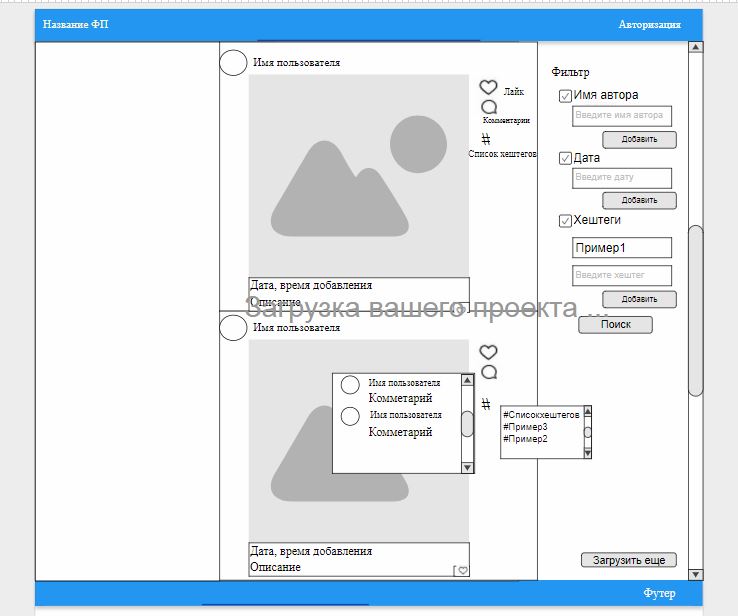 Название ФП
Авторизация
Имя пользователя
Лайк
Комментарии
#
Список хештегов
Дата, время добавления
Описание
Фильтр
Имя автора
Введите имя автора
Добавить
Дата
Введите дату
Добавить
Хештеги
Пример1
Введите хештег
Добавить
Поиск
Загрузка вашего проекта ...
Имя пользователя
Имя пользователя
Комметарий
Имя пользователя
Комметарий
#
#Списокхештегов
#Пример3
#Пример2
Дата, время добавления
Описание
Загрузить еще
Футер